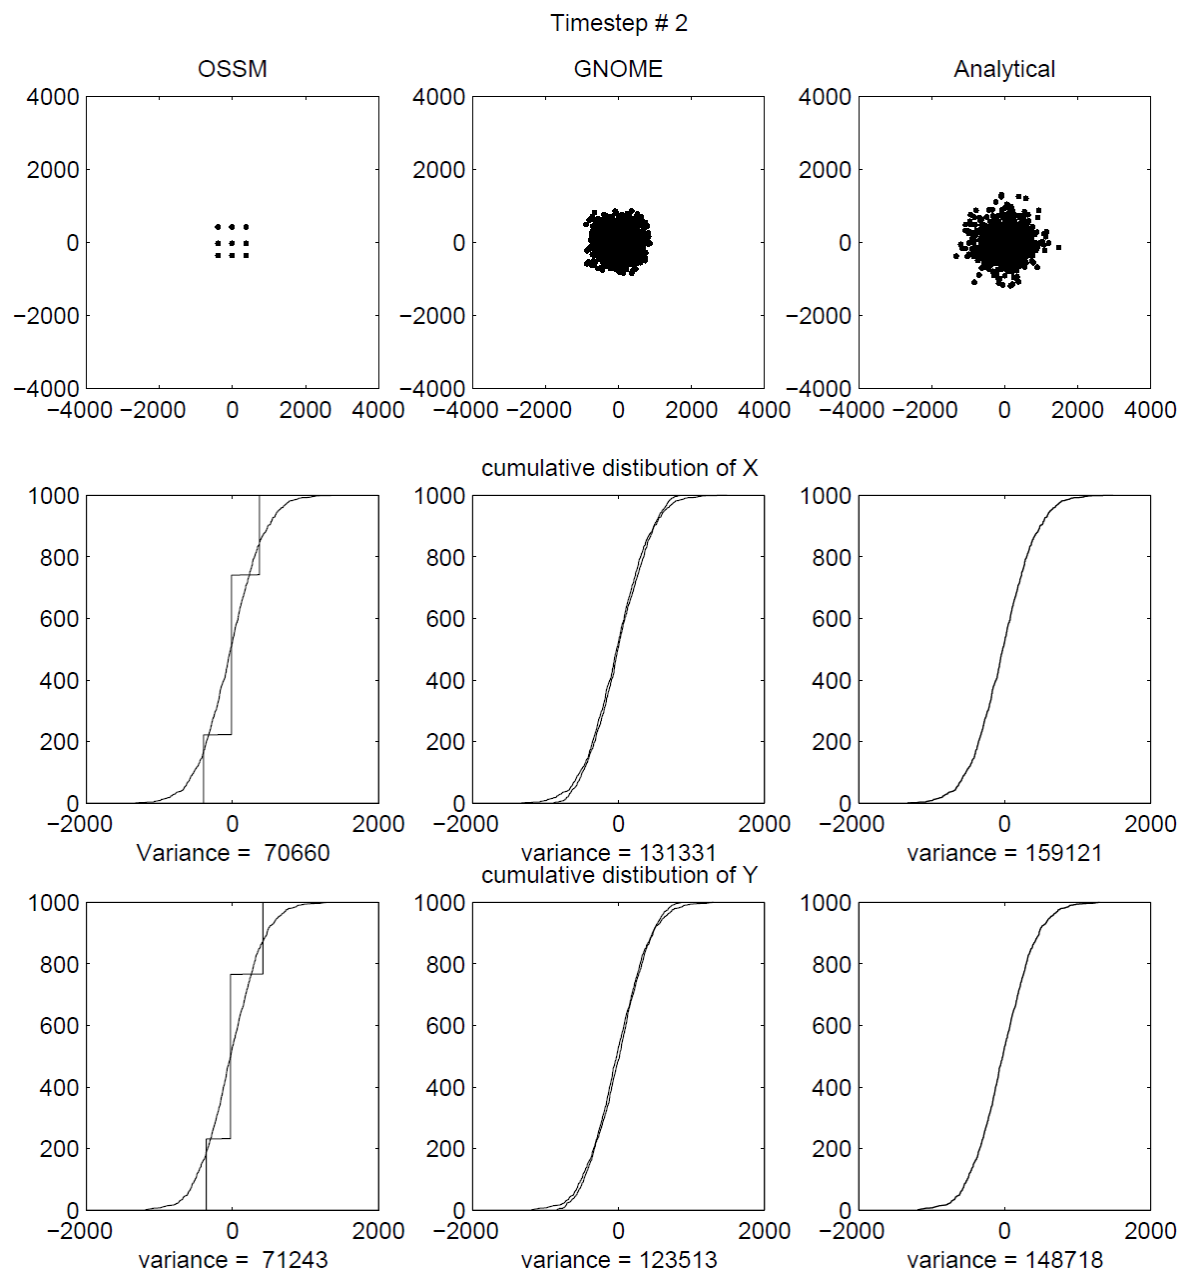 Timestep # 2
OSSM GNOME Analytical
4000 4000 4000
2000 2000 2000
0 0 0
−2000 −2000 −2000
−4000 −4000 −4000
−4000 −2000 0 2000 4000 −4000 −2000 0 2000 4000 −4000 −2000 0 2000 4000
cumulative distibution of X
1000 1000 1000
800 800 800
600 600 600
400 400 400
200 200 200
0 0 0
−2000 0 2000 −2000 0 2000 −2000 0 2000
Variance = 70660 variance = 131331 variance = 159121
cumulative distibution of Y
1000 1000 1000
800 800 800
600 600 600
400 400 400
200 200 200
0 0 0
−2000 0 2000 −2000 0 2000 −2000 0 2000
variance = 71243 variance = 123513 variance = 148718